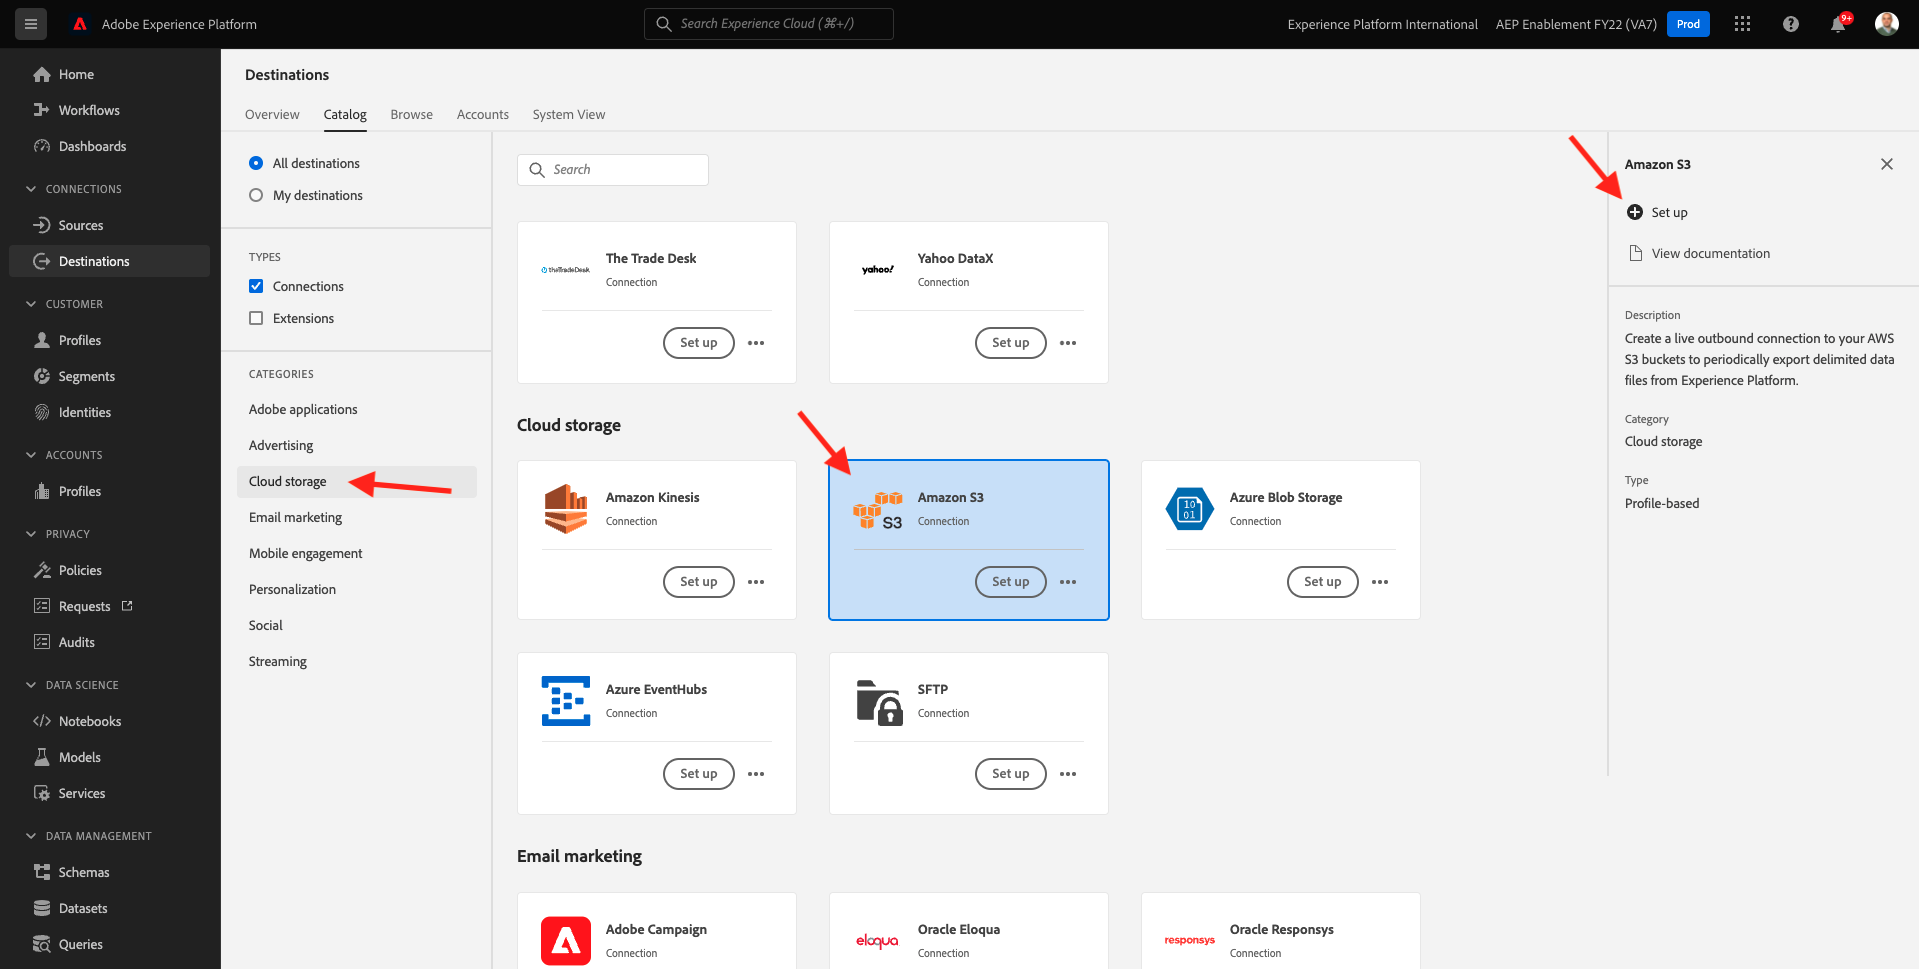 Adobe Experience Platform
Search Experience Cloud (⌘+/)
Experience Platform International
AEP Enablement FY22 (VA7)
Prod
9+
Home
Workflows
Dashboards
CONNECTIONS
Sources
Destinations
CUSTOMER
Profiles
Segments
Identities
ACCOUNTS
Profiles
PRIVACY
Policies
Requests
Audits
DATA SCIENCE
Notebooks
Models
Services
DATA MANAGEMENT
Schemas
Datasets
Queries
Destinations
Overview
Catalog
Browse
Accounts
System View
All destinations
My destinations
TYPES
Connections
Extensions
CATEGORIES
Adobe applications
Advertising
Cloud storage
Email marketing
Mobile engagement
Personalization
Social
Streaming
Search
theTradeDesk
The Trade Desk
Connection
Set up
yahoo!
Yahoo DataX
Connection
Set up
Cloud storage
Amazon Kinesis
Connection
Set up
S3
Amazon S3
Connection
Set up
10
01
Azure Blob Storage
Connection
Set up
Azure EventHubs
Connection
Set up
SFTP
Connection
Set up
Email marketing
Adobe Campaign
Connection
eloqua
Oracle Eloqua
Connection
responsys
Oracle Responsys
Connection
Amazon S3
Set up
View documentation
Description
Create a live outbound connection to your AWS
S3 buckets to periodically export delimited data
files from Experience Platform.
Category
Cloud storage
Type
Profile-based